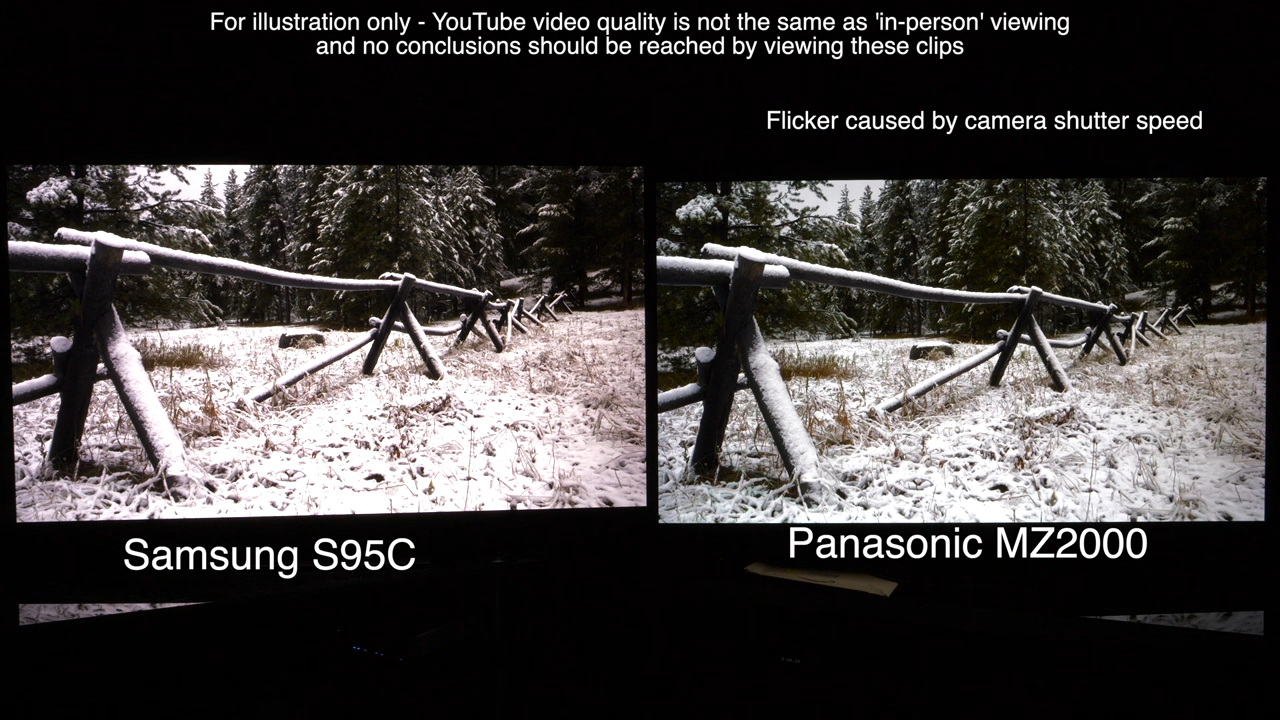 For illustration only - YouTube video quality is not the same as 'in-person' viewing
and no conclusions should be reached by viewing these clips
Flicker caused by camera shutter speed
Samsung S95C
Panasonic MZ2000